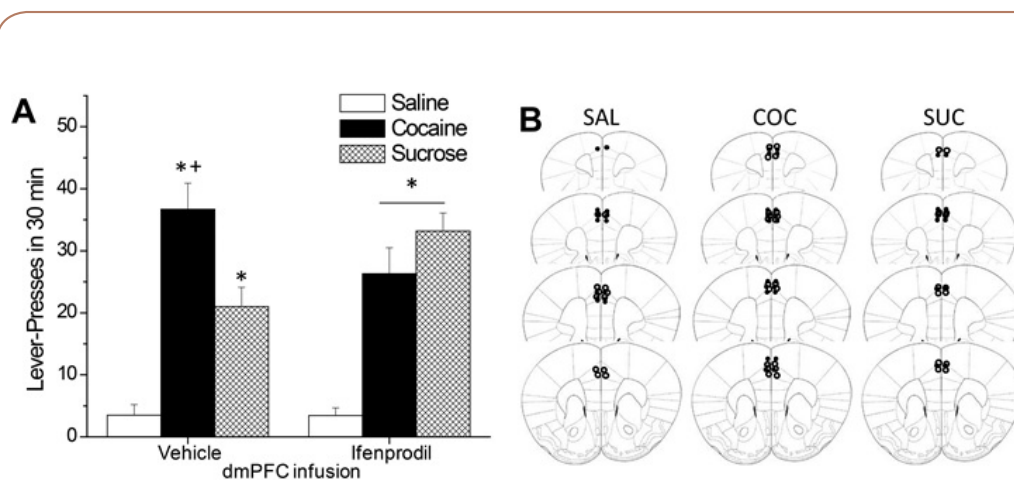 A
Lever-Presses in 30 min
50
40
30
20
10
0
Saline
Cocaine
Sucrose
*+
*
*
Vehicle
Ifenprodil
dmPFC infusion
B
SAL
COC
SUC